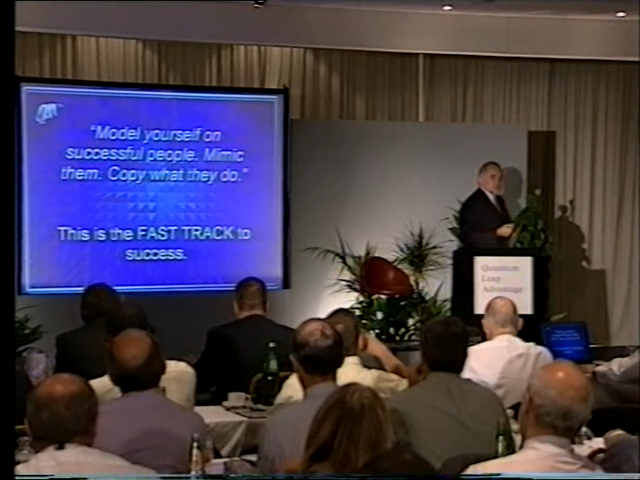 "Model yourself on
successful people. Mimic
them. Copy what they do."
This is the FAST TRACK to
success.
Quantum
Leap
Advantage